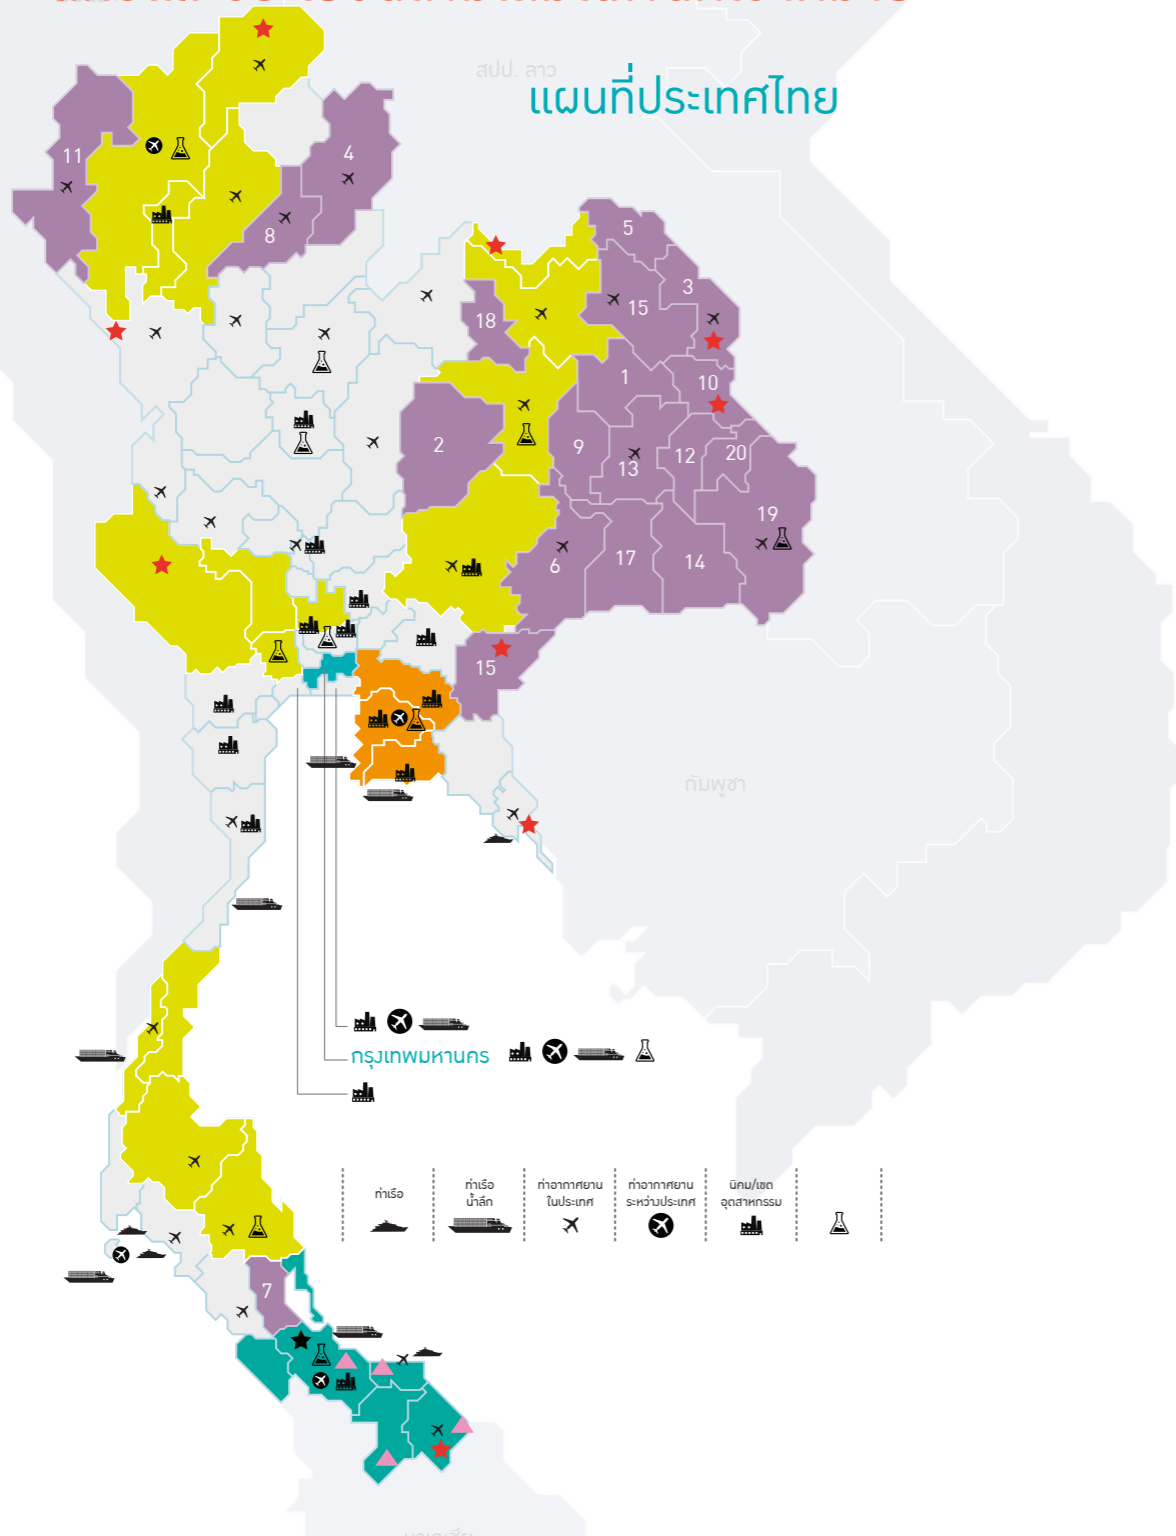 สปป. ลาว
แผนที่ประเทศไทย
11
4
8
5
3
15
18
10
1
2
9
13
12
20
19
6
17
14
15
กัมพูชา
กรุงเทพมหานคร
ท่าเรือ
ท่าเรือ
น้ำลึก
ท่าอากาศยาน
ในประเทศ
ท่าอากาศยาน
ระหว่างประเทศ
นิคม/เขต
อุตสาหกรรม
7